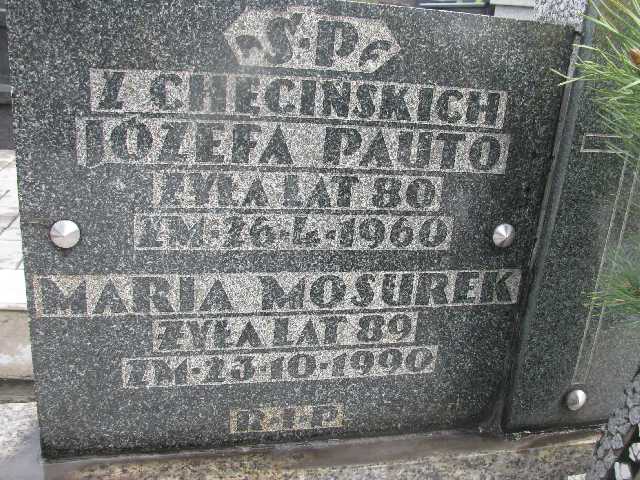 Ś.P.
Z CHĘCIŃSKICH
JÓZEFA PAUTO
ŻYŁA LAT 80
ZM·26·4·1960
MARIA MOSUREK
ŻYŁA LAT 89
ZM·23·10·1990
R·I·P